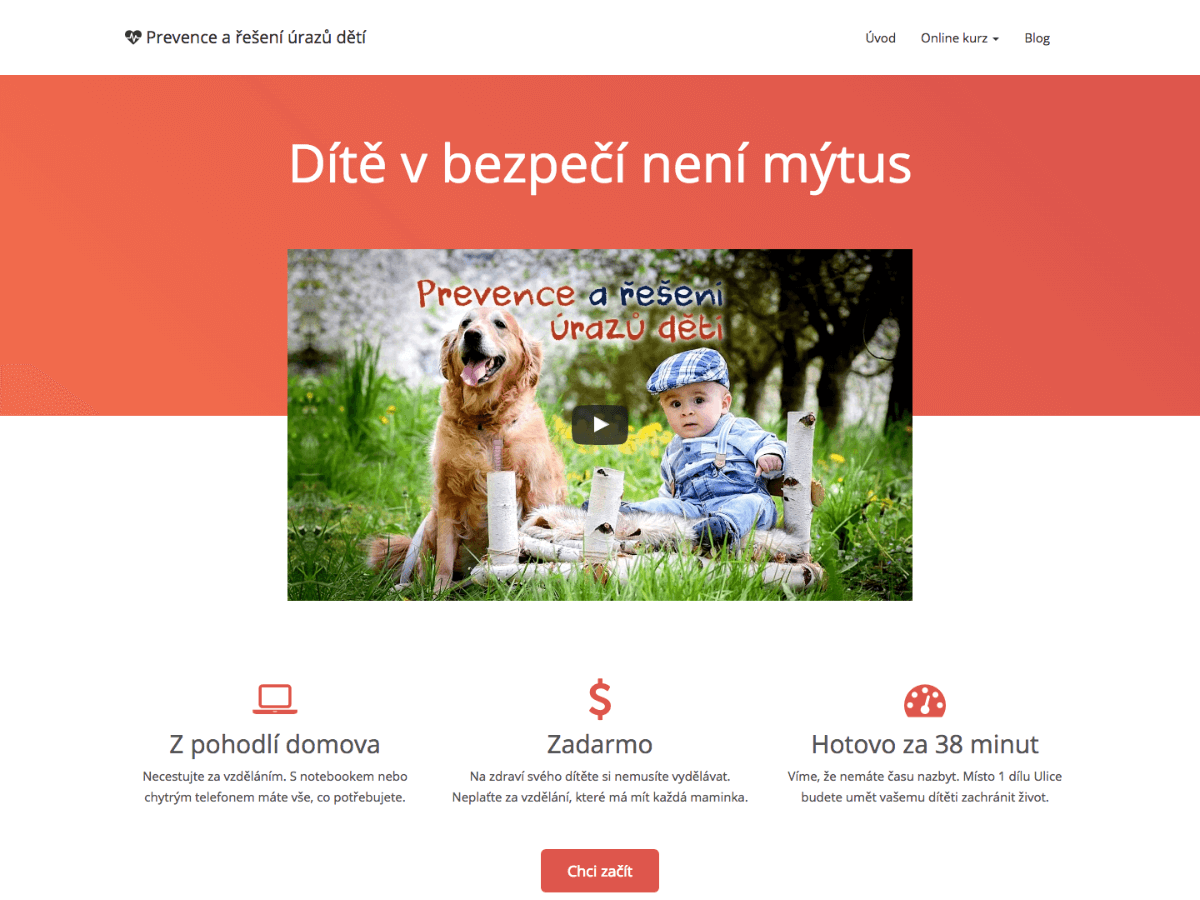 Prevence a řešení úrazů dětí
Úvod
Online kurz
Blog
Dítě v bezpečí není mýtus
Prevence a řešení
úrazů dětí
Z pohodlí domova
Necestujte za vzděláním. S notebookem nebo
chytrým telefonem máte vše, co potřebujete.
Zadarmo
Na zdraví svého dítěte si nemusíte vydělávat.
Neplaťte za vzdělání, které má mít každá maminka.
Hotovo za 38 minut
Víme, že nemáte času nazbyt. Místo 1 dílu Ulice
budete umět vašemu dítěti zachránit život.
Chci začít